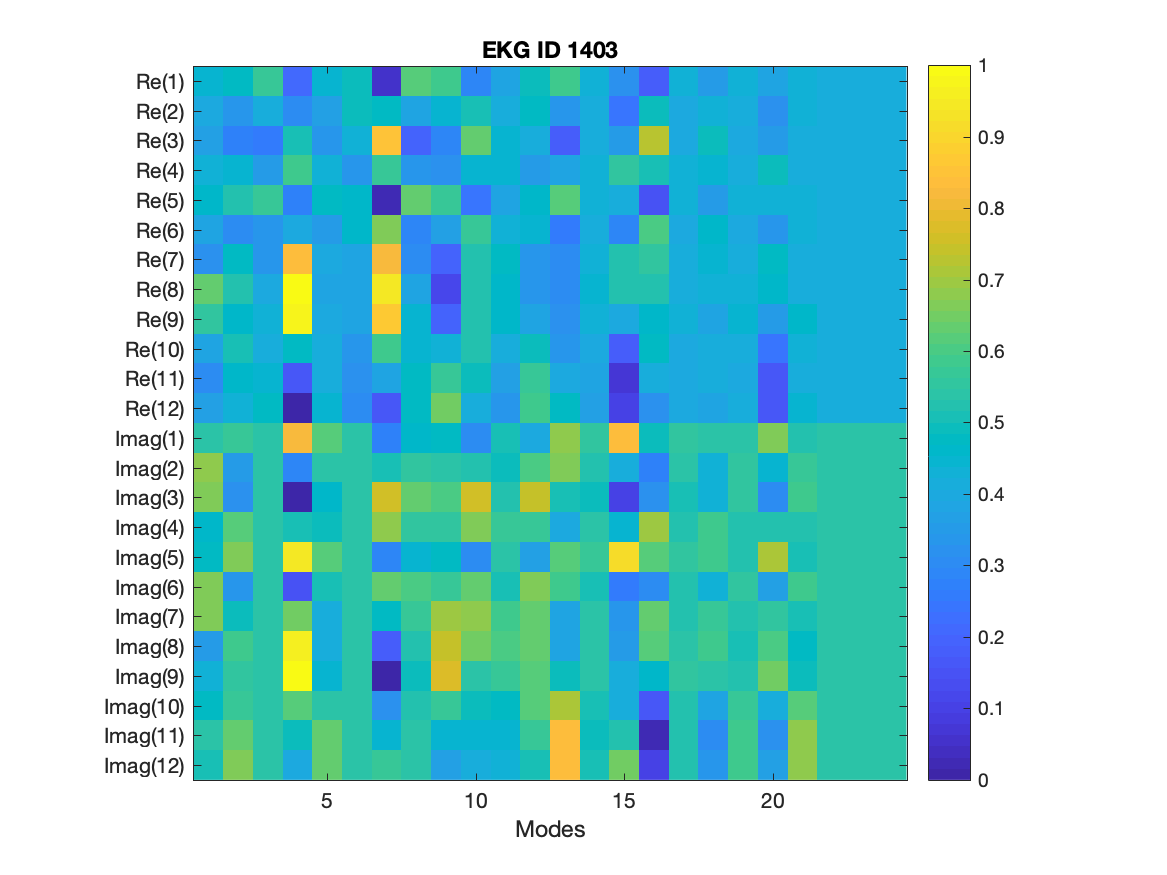 EKG ID 1403
Re(1)
Re(2)
Re(3)
Re(4)
Re(5)
Re(6)
Re(7)
Re(8)
Re(9)
Re(10)
Re(11)
Re(12)
Imag(1)
Imag(2)
Imag(3)
Imag(4)
Imag(5)
Imag(6)
Imag(7)
Imag(8)
Imag(9)
Imag(10)
Imag(11)
Imag(12)
5 10 15 20
Modes
1
0.9
0.8
0.7
0.6
0.5
0.4
0.3
0.2
0.1
0